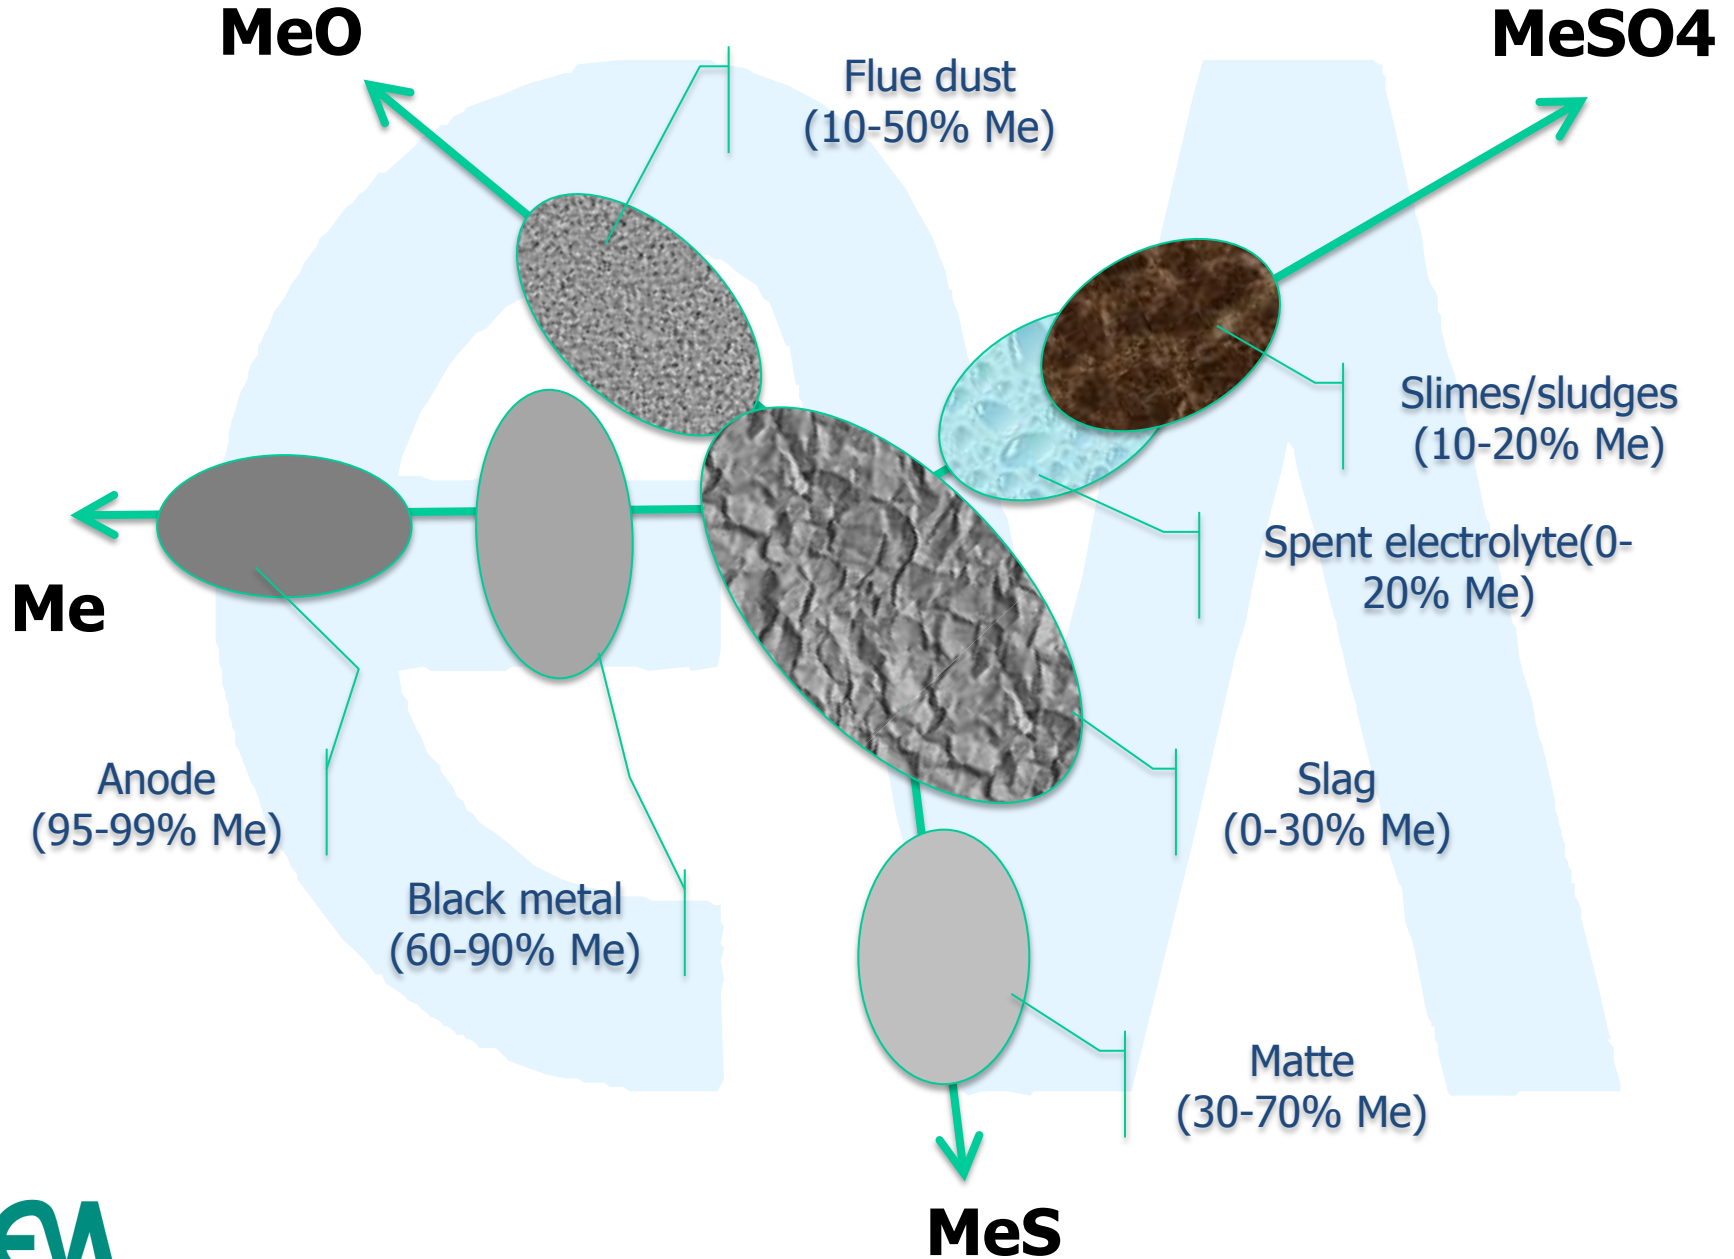 MeO
MeSO4
Flue dust
(10-50% Me)
Slimes/sludges
(10-20% Me)
Spent electrolyte(0-
20% Me)
Me
Anode
(95-99% Me)
Slag
(0-30% Me)
Black metal
(60-90% Me)
Matte
(30-70% Me)
MeS